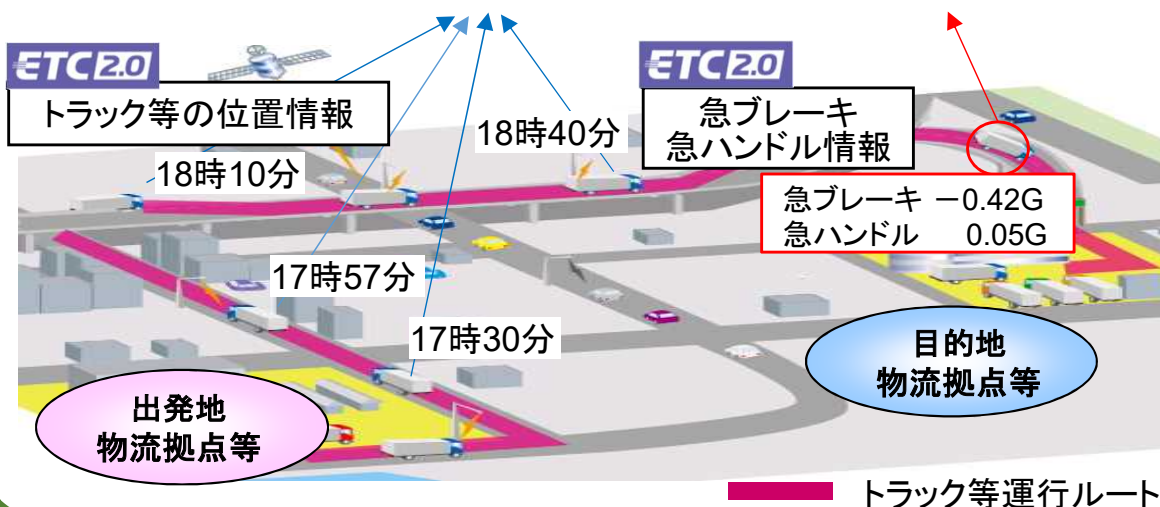 ETC 2.0
トラック等の位置情報
ETC 2.0
急ブレーキ
急ハンドル情報
18時40分
18時10分
急ブレーキ －0.42G
急ハンドル 0.05G
17時57分
17時30分
目的地
物流拠点等
出発地
物流拠点等
トラック等運行ルート